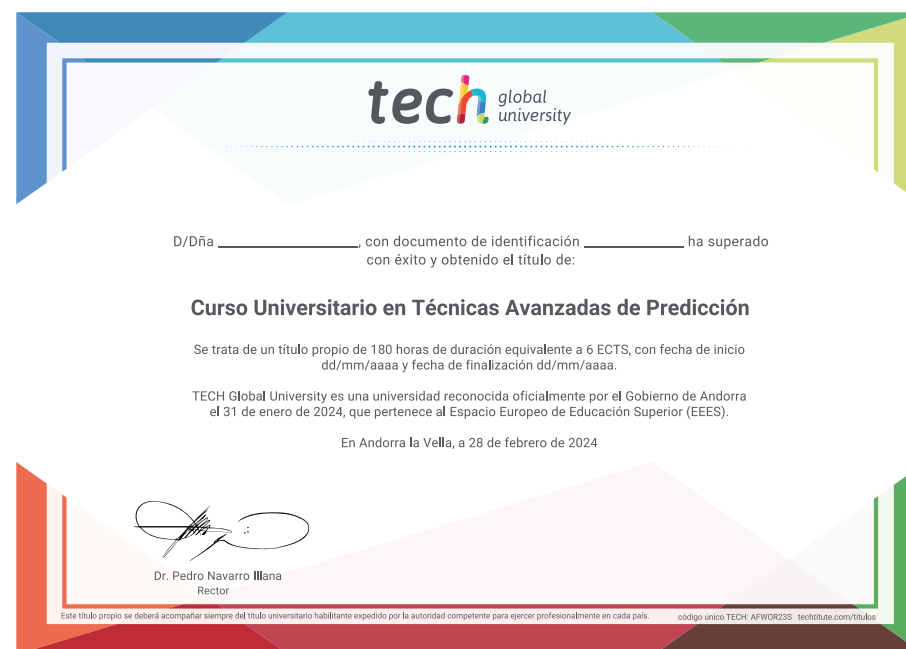 tech global university
D/Dña ____________________, con documento de identificación ______________ ha superado
con éxito y obtenido el título de:
Curso Universitario en Técnicas Avanzadas de Predicción
Se trata de un título propio de 180 horas de duración equivalente a 6 ECTS, con fecha de inicio
dd/mm/aaaa y fecha de finalización dd/mm/aaaa.
TECH Global University es una universidad reconocida oficialmente por el Gobierno de Andorra
el 31 de enero de 2024, que pertenece al Espacio Europeo de Educación Superior (EEES).
En Andorra la Vella, a 28 de febrero de 2024
Dr. Pedro Navarro Illana
Rector
Este título propio se deberá acompañar siempre del título universitario habilitante expedido por la autoridad competente para ejercer profesionalmente en cada país.
código único TECH: AFWOR23S techtitute.com/titulos